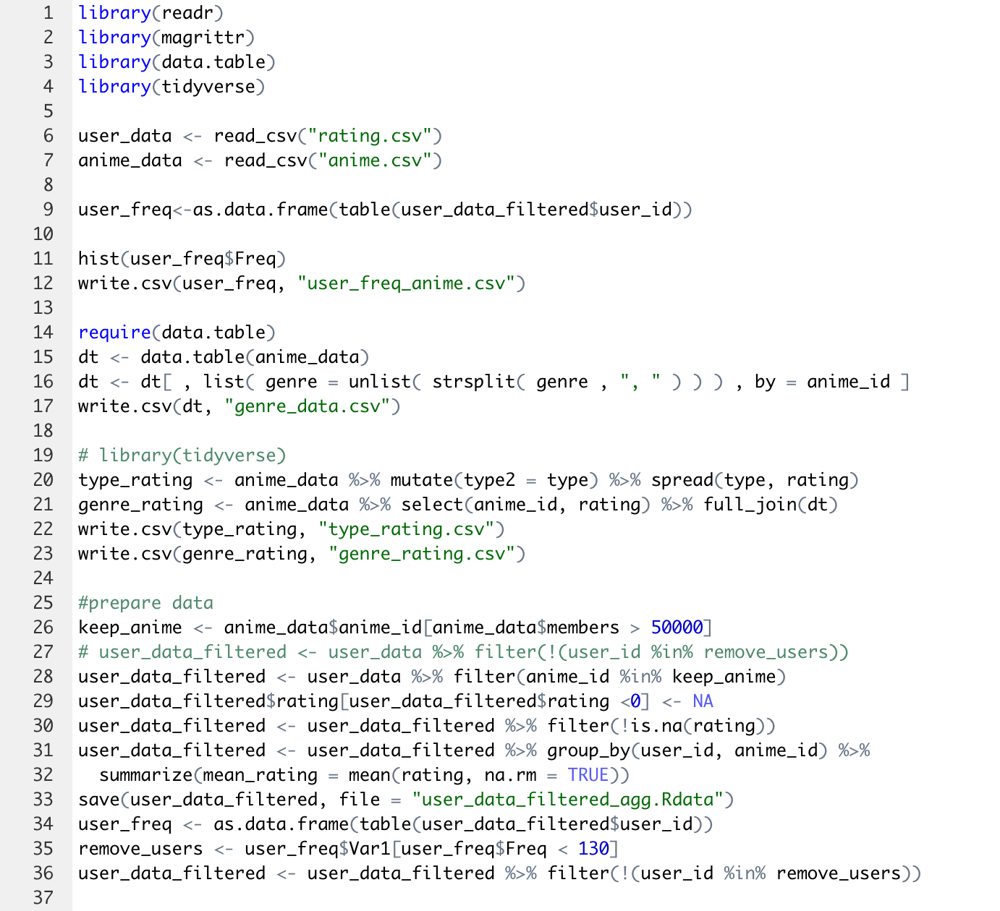 1 library(readr)
2 library(magrittr)
3 library(data.table)
4 library(tidyverse)
5
6 user_data <- read_csv("rating.csv")
7 anime_data <- read_csv("anime.csv")
8
9 user_freq<-as.data.frame(table(user_data_filtered$user_id))
10
11 hist(user_freq$Freq)
12 write.csv(user_freq, "user_freq_anime.csv")
13
14 require(data.table)
15 dt <- data.table(anime_data)
16 dt <- dt[ , list( genre = unlist( strsplit( genre , ", " ) ) ) , by = anime_id ]
17 write.csv(dt, "genre_data.csv")
18
19 # library(tidyverse)
20 type_rating <- anime_data %>% mutate(type2 = type) %>% spread(type, rating)
21 genre_rating <- anime_data %>% select(anime_id, rating) %>% full_join(dt)
22 write.csv(type_rating, "type_rating.csv")
23 write.csv(genre_rating, "genre_rating.csv")
24
25 #prepare data
26 keep_anime <- anime_data$anime_id[anime_data$members > 50000]
27 # user_data_filtered <- user_data %>% filter(!(user_id %in% remove_users))
28 user_data_filtered <- user_data %>% filter(anime_id %in% keep_anime)
29 user_data_filtered$rating[user_data_filtered$rating <0] <- NA
30 user_data_filtered <- user_data_filtered %>% filter(!is.na(rating))
31 user_data_filtered <- user_data_filtered %>% group_by(user_id, anime_id) %>%
32   summarize(mean_rating = mean(rating, na.rm = TRUE))
33 save(user_data_filtered, file = "user_data_filtered_agg.Rdata")
34 user_freq <- as.data.frame(table(user_data_filtered$user_id))
35 remove_users <- user_freq$Var1[user_freq$Freq < 130]
36 user_data_filtered <- user_data_filtered %>% filter(!(user_id %in% remove_users))
37